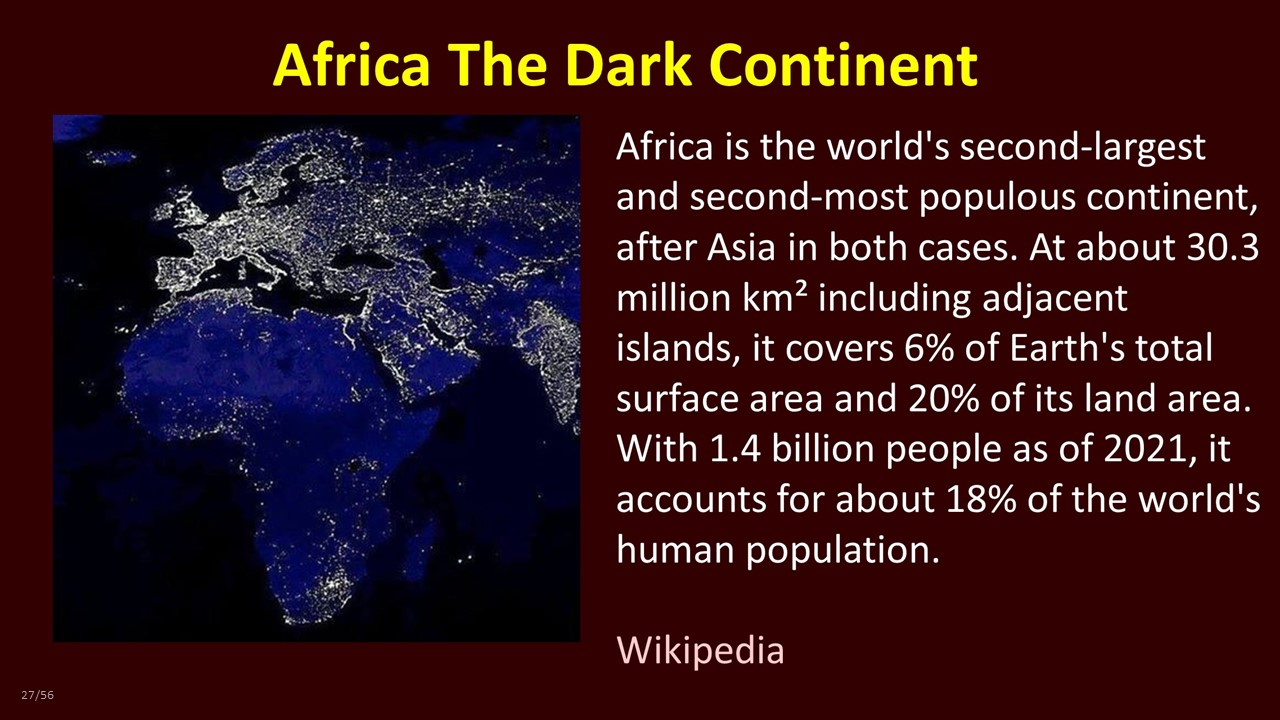 Africa The Dark Continent
Africa is the world's second-largest
and second-most populous continent,
after Asia in both cases. At about 30.3
million km² including adjacent
islands, it covers 6% of Earth's total
surface area and 20% of its land area.
With 1.4 billion people as of 2021, it
accounts for about 18% of the world's
human population.
Wikipedia
27/56